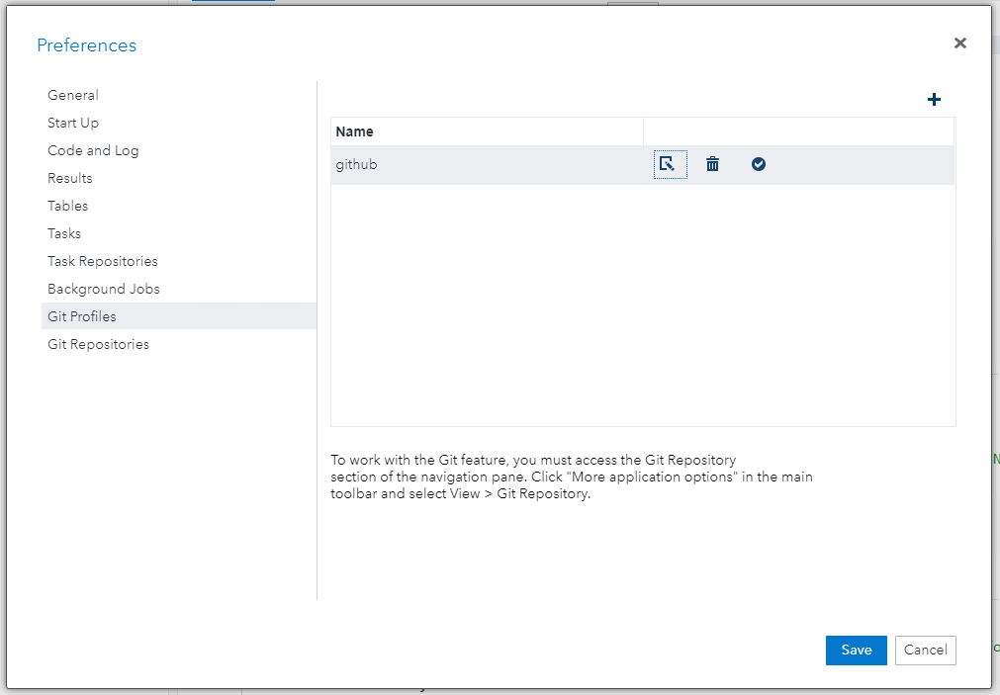 Preferences
General
Start Up
Code and Log
Results
Tables
Tasks
Task Repositories
Background Jobs
Git Profiles
Git Repositories
Name
github
To work with the Git feature, you must access the Git Repository
section of the navigation pane. Click "More application options" in the main
toolbar and select View > Git Repository.
Save
Cancel